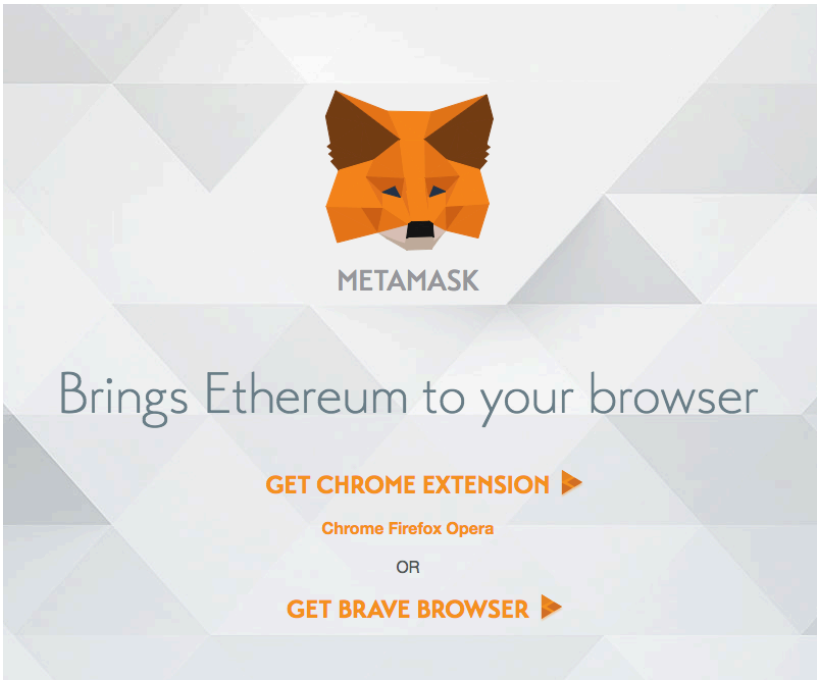 METAMASK
Brings Ethereum to your browser
GET CHROME EXTENSION
Chrome Firefox Opera
OR
GET BRAVE BROWSER